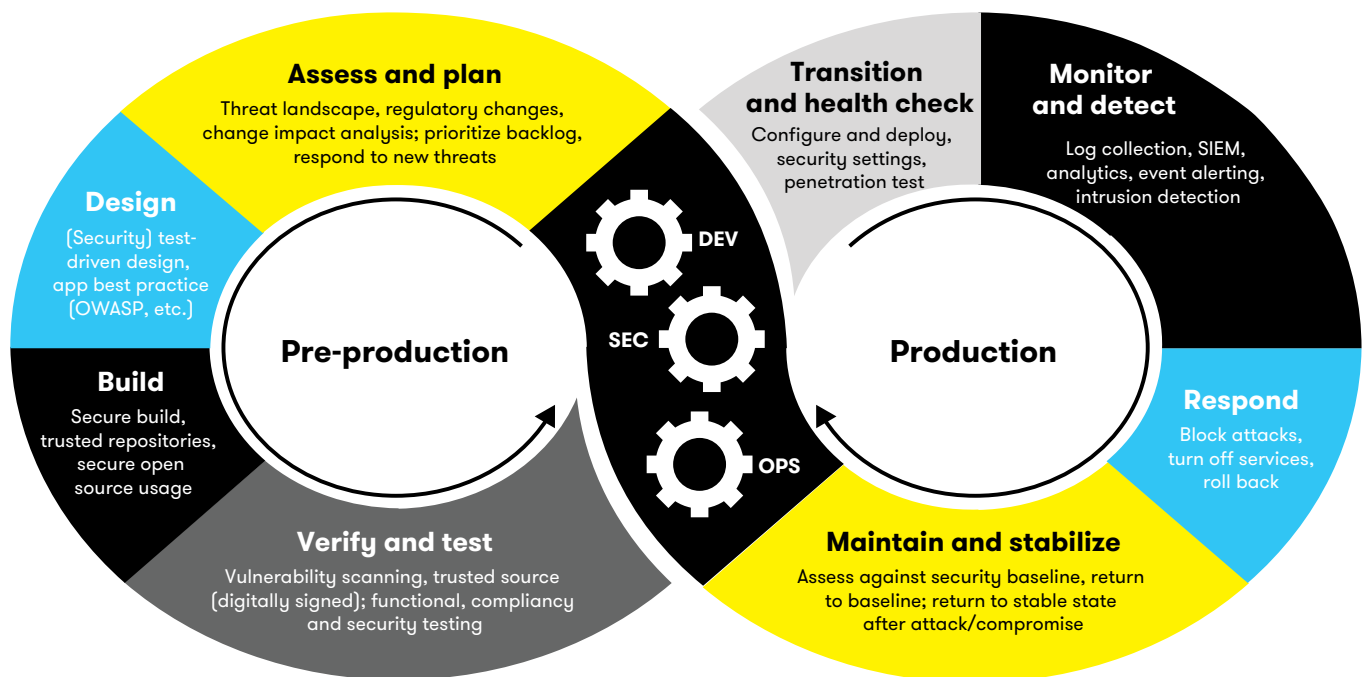 Assess and plan
Threat landscape, regulatory changes,
change impact analysis; prioritize backlog,
respond to new threats
Design
(Security) test-
driven design,
app best practice
(OWASP, etc.)
Build
Secure build,
trusted repositories,
secure open
source usage
Verify and test
Vulnerability scanning, trusted source
(digitally signed); functional, compliancy
and security testing
Pre-production
DEV
SEC
OPS
Transition
and health check
Configure and deploy,
security settings,
penetration test
Monitor
and detect
Log collection, SIEM,
analytics, event alerting,
intrusion detection
Respond
Block attacks,
turn off services,
roll back
Maintain and stabilize
Assess against security baseline, return
to baseline; return to stable state
after attack/compromise
Production